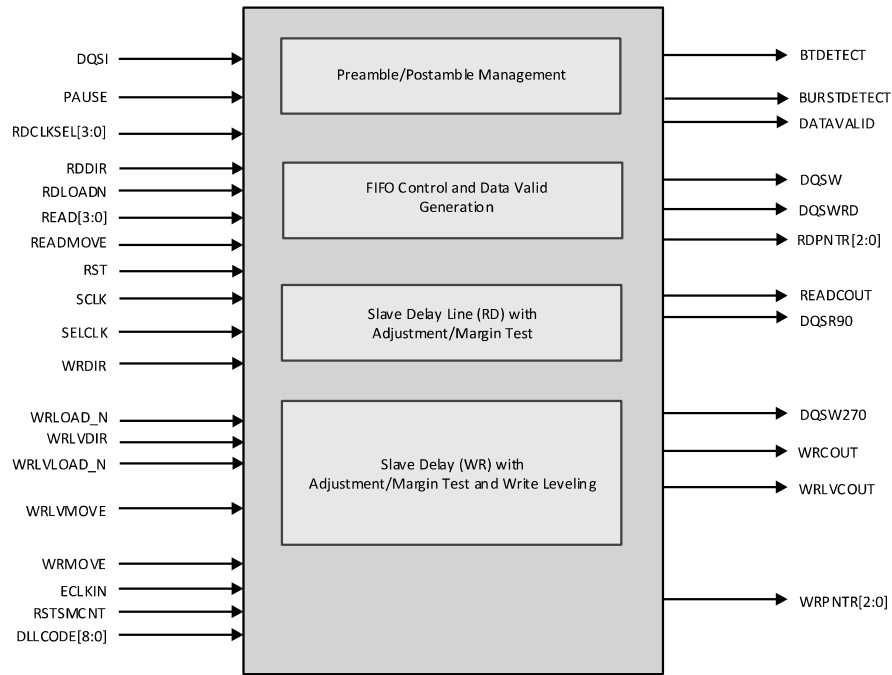 DQSI
PAUSE
RDCLKSEL[3:0]
RDDIR
RDLOADN
READ[3:0]
READMOVE
RST
SCLK
SELCLK
WRDIR
WRLOAD_N
WRLVDIR
WRLVLOAD_N
WRLVMOVE
WRMOVE
ECLKIN
RSTSMCNT
DLLCODE[8:0]
Preamble/Postamble Management
FIFO Control and Data Valid
Generation
Slave Delay Line (RD) with
Adjustment/Margin Test
Slave Delay (WR) with
Adjustment/Margin Test and Write Leveling
BTDETECT
BURSTDETECT
DATAVALID
DQSW
DQSWRD
RDPNTR[2:0]
READCOUT
DQSR90
DQSW270
WRCOUT
WRLVCOUT
WRPNTR[2:0]